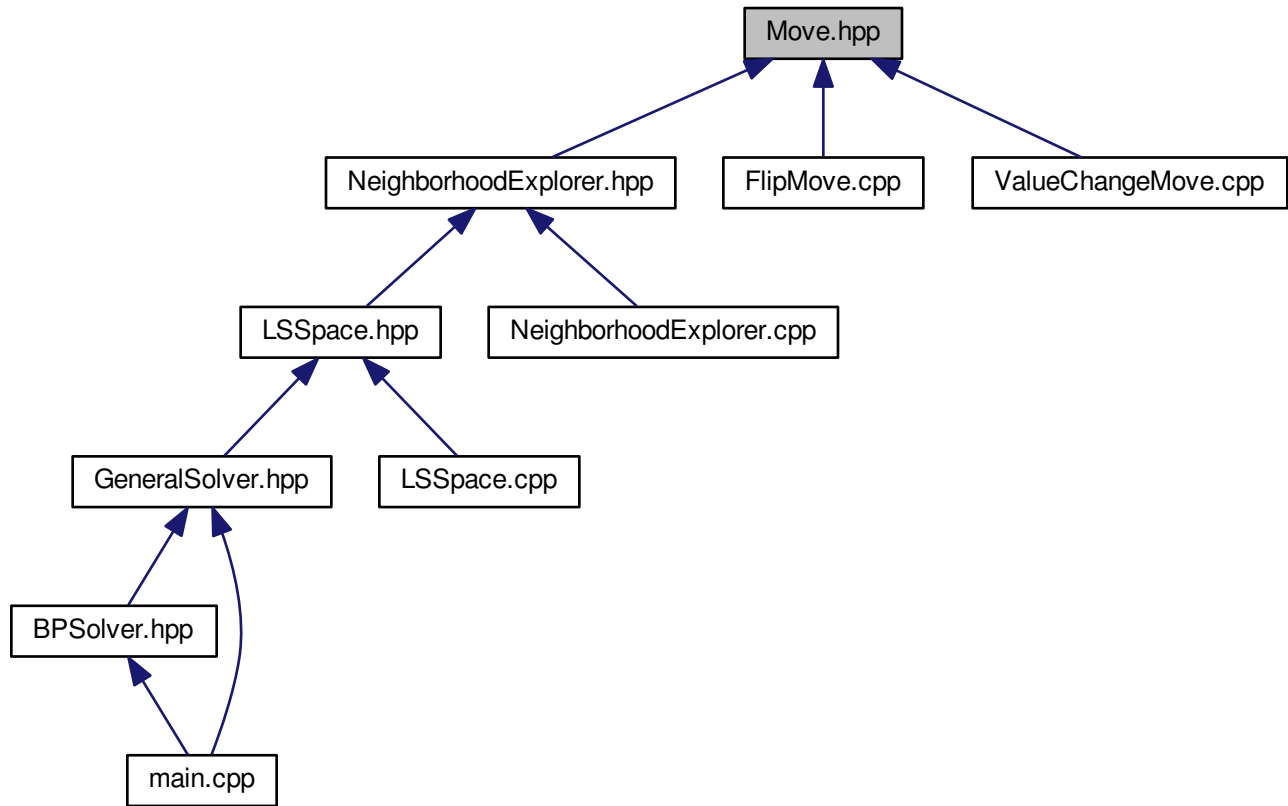 Move.hpp
NeighborhoodExplorer.hpp
FlipMove.cpp
ValueChangeMove.cpp
LSSpace.hpp
NeighborhoodExplorer.cpp
GeneralSolver.hpp
LSSpace.cpp
BPSolver.hpp
main.cpp